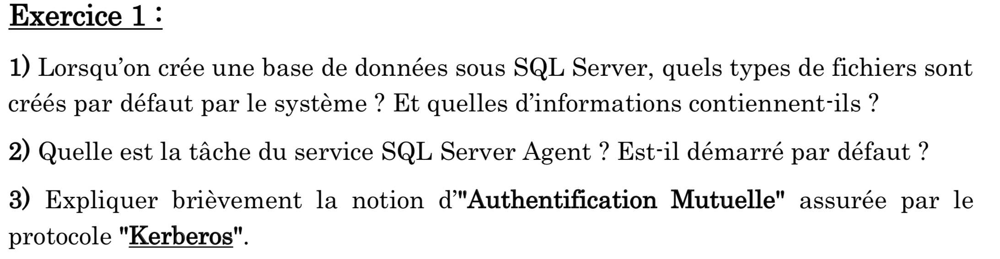 Exercice 1 :
1) Lorsqu’on crée une base de données sous SQL Server, quels types de fichiers sont
créés par défaut par le système ? Et quelles d’informations contiennent-ils ?
2) Quelle est la tâche du service SQL Server Agent ? Est-il démarré par défaut ?
3) Expliquer brièvement la notion d’"Authentification Mutuelle" assurée par le
protocole "Kerberos".